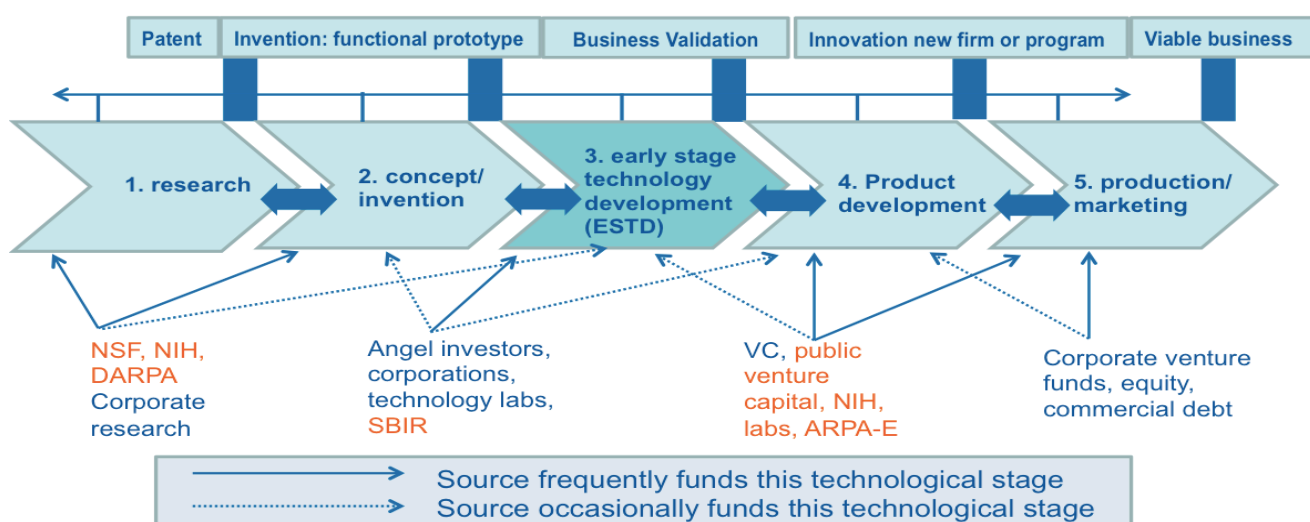 Patent
Invention: functional prototype
Business Validation
Innovation new firm or program
Viable business
1. research
2. concept/
invention
3. early stage
technology
development
(ESTD)
4. Product
development
5. production/
marketing
NSF, NIH,
DARPA
Corporate
research
Angel investors,
corporations,
technology labs,
SBIR
VC, public
venture
capital, NIH,
labs, ARPA-E
Corporate venture
funds, equity,
commercial debt
Source frequently funds this technological stage
Source occasionally funds this technological stage